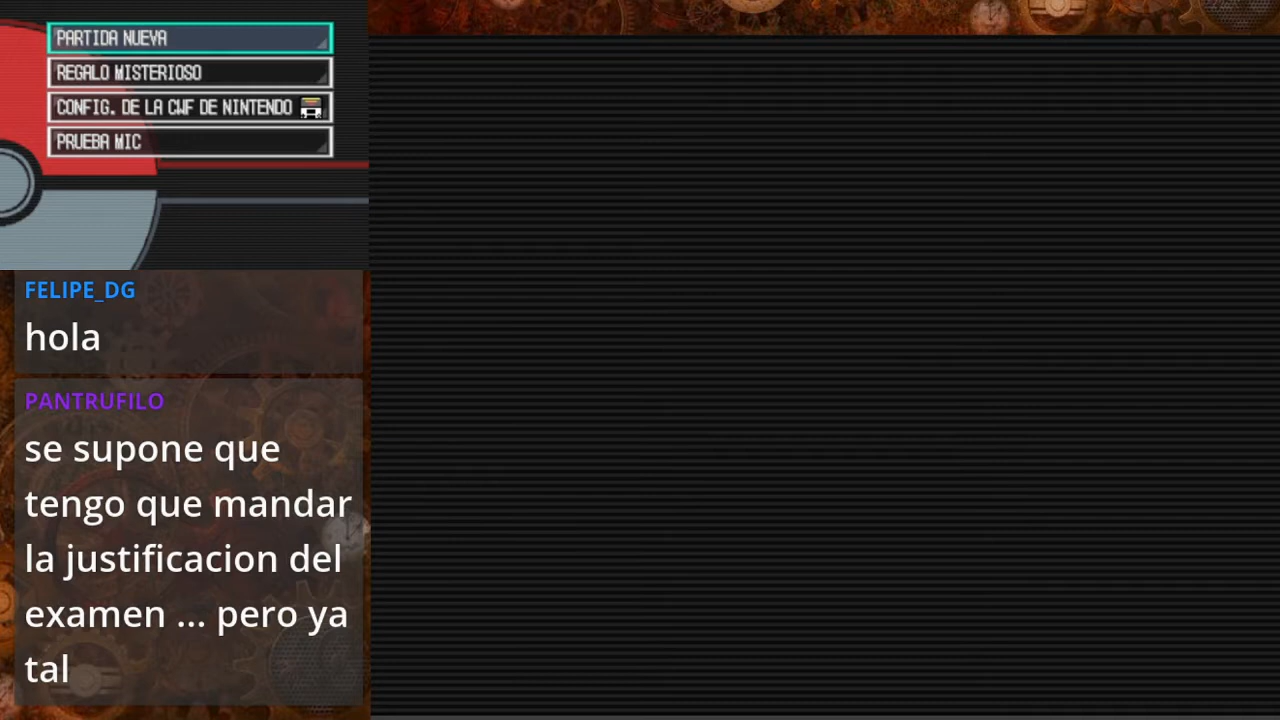 PARTIDA NUEVA
REGALO MISTERIOSO
CONFIG. DE LA CWF DE NINTENDO
PRUEBA MIC
FELIPE_DG
hola
PANTRUFILO
se supone que
tengo que mandar
la justificacion del
examen ... pero ya
tal